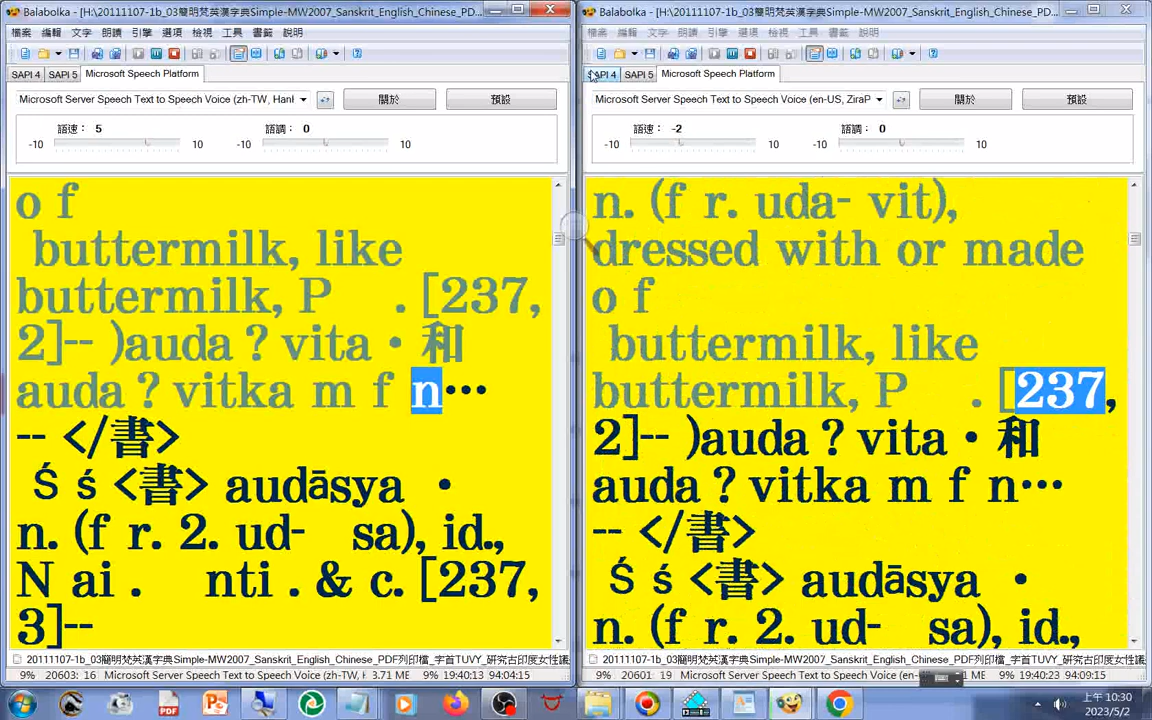 Balabolka - [H:\20111107-1b_03簡明梵英漢字典Simple-MW2007_Sanskrit_English_Chinese_PD...
檔案 編輯 文字 朗讀 引擎 選項 檢視 工具 書籤 說明
SAPI 4 SAPI 5 Microsoft Speech Platform
Microsoft Server Speech Text to Speech Voice (zh-TW, HanH 關於 預設
語速： 5 語調： 0
-10 10 -10 10
o f
buttermilk, like
buttermilk, P . [237,
2]-- )auda？vita‧和
auda？vitka m f n…
-- </書>
Ś ś <書> audāsya ‧
n. (f r. 2. ud- sa), id.,
N ai . nti . & c. [237,
3]--
20111107-1b_03簡明梵英漢字典Simple-MW2007_Sanskrit_English_Chinese_PDF列印檔_字首TUVY_研究古印度女性議
9% 20603: 16 Microsoft Server Speech Text to Speech Voice (zh-TW, H 3.71 ME 9% 19:40:13 94:04:15
Balabolka - [H:\20111107-1b_03簡明梵英漢字典Simple-MW2007_Sanskrit_English_Chinese_PD...
檔案 編輯 文字 朗讀 引擎 選項 檢視 工具 書籤 說明
SAPI 4 SAPI 5 Microsoft Speech Platform
Microsoft Server Speech Text to Speech Voice (en-US, ZiraP 關於 預設
語速： -2 語調： 0
-10 10 -10 10
n. (f r. uda- vit),
dressed with or made
o f
buttermilk, like
buttermilk, P . [237,
2]-- )auda？vita‧和
auda？vitka m f n…
-- </書>
Ś ś <書> audāsya ‧
n. (f r. 2. ud- sa), id.,
20111107-1b_03簡明梵英漢字典Simple-MW2007_Sanskrit_English_Chinese_PDF列印檔_字首TUVY_研究古印度女性議
9% 20601: 19 Microsoft Server Speech Text to Speech Voice (en-US, 1 ME 9% 19:40:23 94:09:15
PDF
上午 10:30
2023/5/2